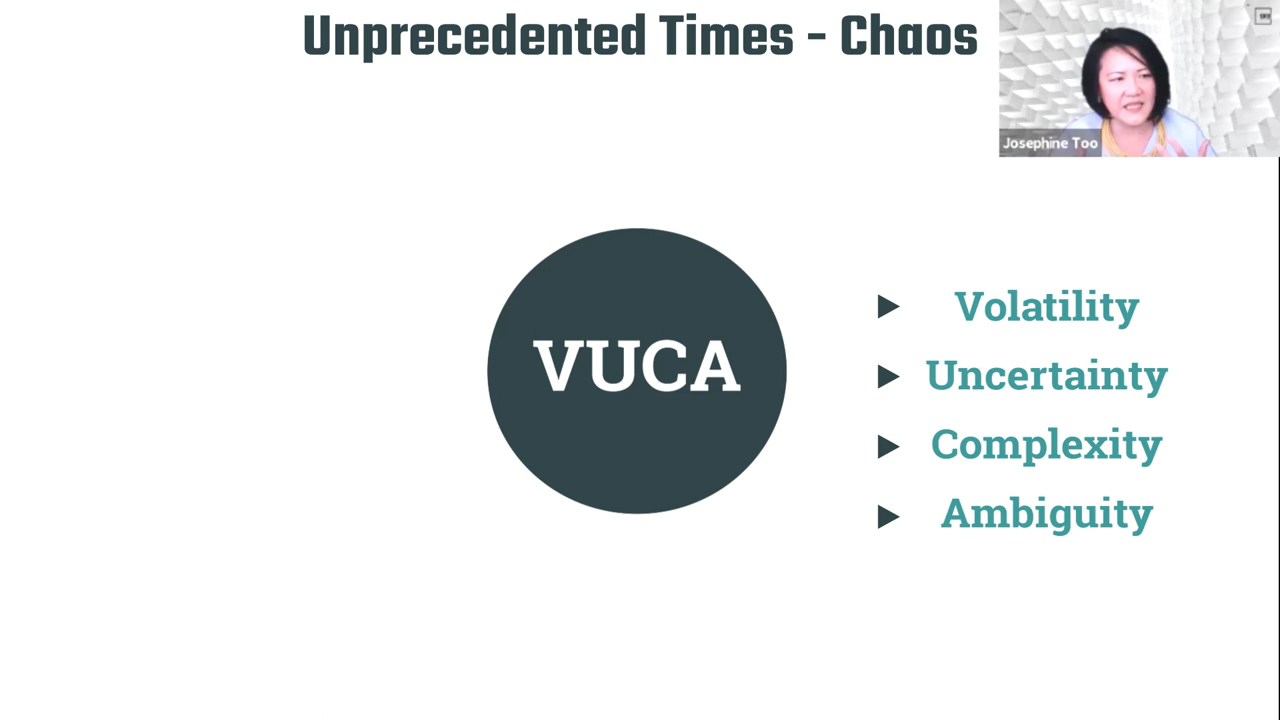 Unprecedented Times - Chaos
Josephine Too
VUCA
Volatility
Uncertainty
Complexity
Ambiguity